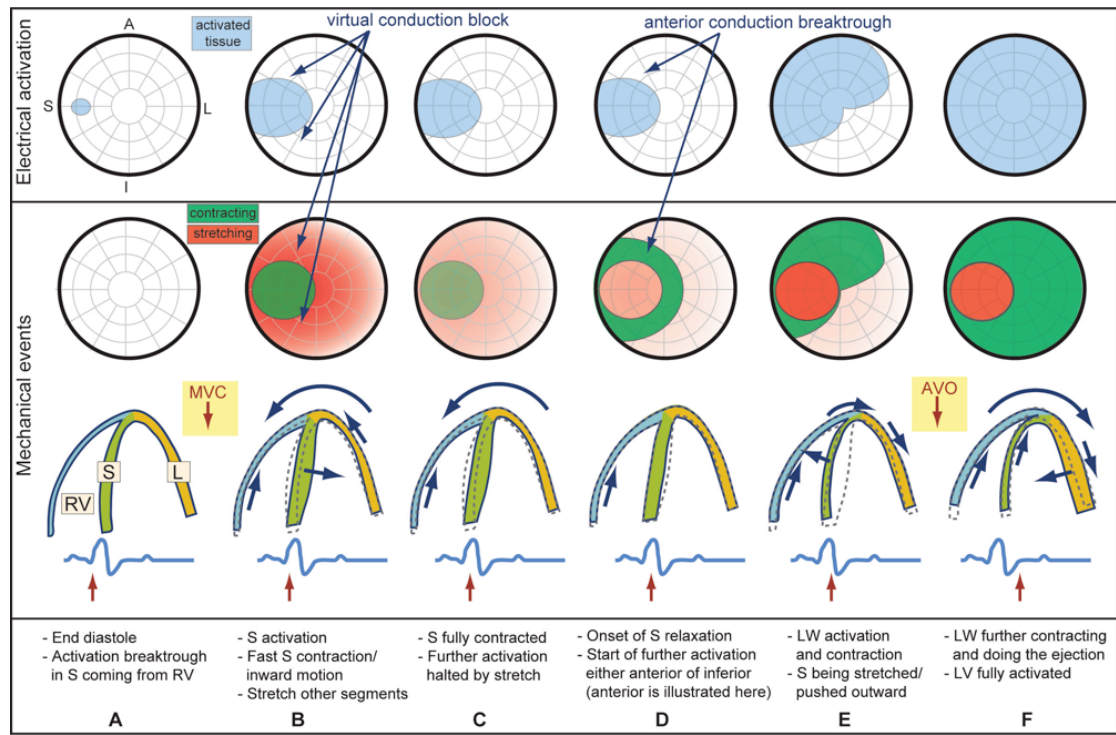 Electrical activation
A
S
L
I
activated
tissue
virtual conduction block
anterior conduction breaktrough
Mechanical events
contracting
stretching
MVC
AVO
RV
S
L
- End diastole
- Activation breaktrough
in S coming from RV
A
- S activation
- Fast S contraction/
inward motion
- Stretch other segments
B
- S fully contracted
- Further activation
halted by stretch
C
- Onset of S relaxation
- Start of further activation
either anterior of inferior
(anterior is illustrated here)
D
- LW activation
and contraction
- S being stretched/
pushed outward
E
- LW further contracting
and doing the ejection
- LV fully activated
F